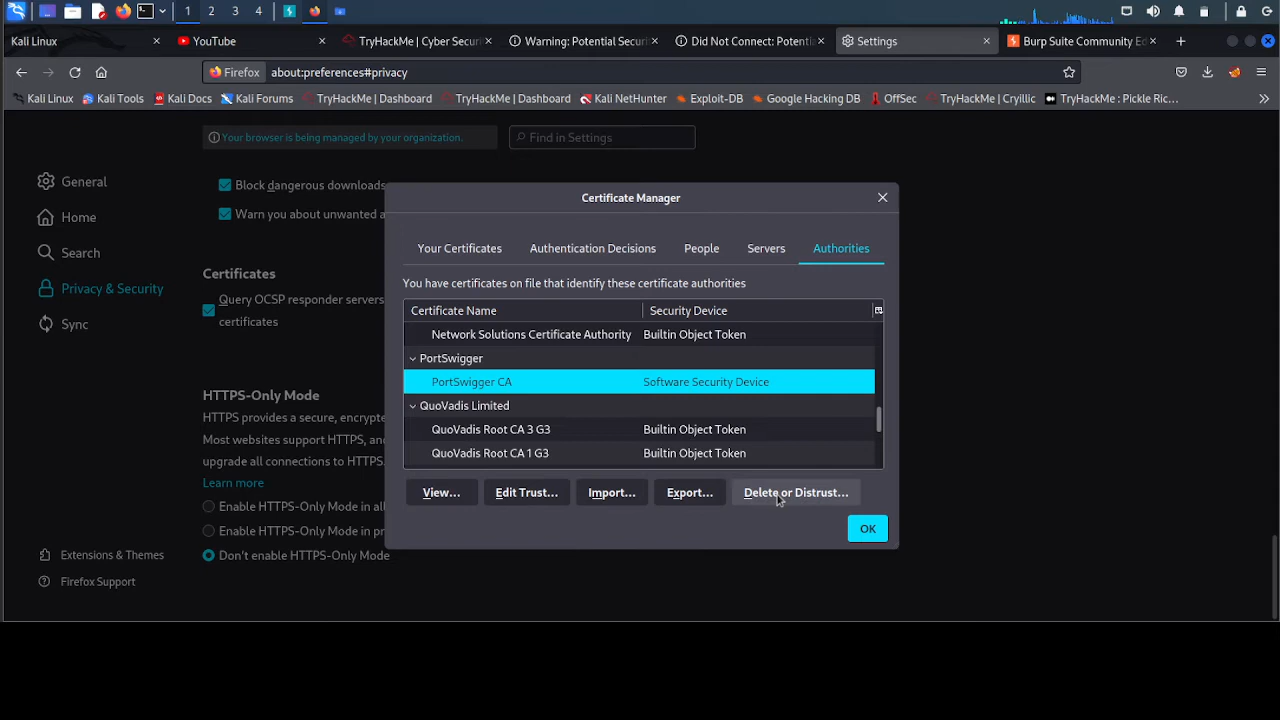 1 2 3 4
Kali Linux YouTube TryHackMe | Cyber Securi Warning: Potential Securi Did Not Connect: Potentia Settings Burp Suite Community Ed
Firefox about:preferences#privacy
Kali Linux Kali Tools Kali Docs Kali Forums TryHackMe | Dashboard TryHackMe | Dashboard Kali NetHunter Exploit-DB Google Hacking DB OffSec TryHackMe | Cryillic TryHackMe : Pickle Ric...
Your browser is being managed by your organization. Find in Settings
General
Home
Search
Privacy & Security
Sync
Extensions & Themes
Firefox Support
Block dangerous downloads
Warn you about unwanted a
Certificates
Query OCSP responder servers
certificates
HTTPS-Only Mode
HTTPS provides a secure, encrypte
Most websites support HTTPS, an
upgrade all connections to HTTPS.
Learn more
Enable HTTPS-Only Mode in all
Enable HTTPS-Only Mode in pr
Don't enable HTTPS-Only Mode
Certificate Manager
Your Certificates Authentication Decisions People Servers Authorities
You have certificates on file that identify these certificate authorities
Certificate Name Security Device
Network Solutions Certificate Authority Builtin Object Token
PortSwigger
PortSwigger CA Software Security Device
QuoVadis Limited
QuoVadis Root CA 3 G3 Builtin Object Token
QuoVadis Root CA 1 G3 Builtin Object Token
View... Edit Trust... Import... Export... Delete or Distrust...
OK